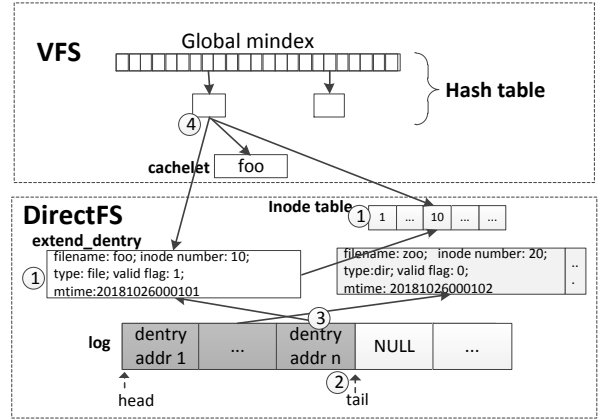 Global mindex
VFS
Hash table
4
cachelet
foo
DirectFS
Inode table
1
1
...
10
...
...
extend_dentry
1
filename: foo; inode number: 10;
type: file; valid flag: 1;
mtime:20181026000101
filename: zoo; inode number: 20;
type:dir; valid flag: 0;
mtime: 20181026000102
..
.
3
log
dentry
addr 1
...
dentry
addr n
NULL
...
head
2
tail